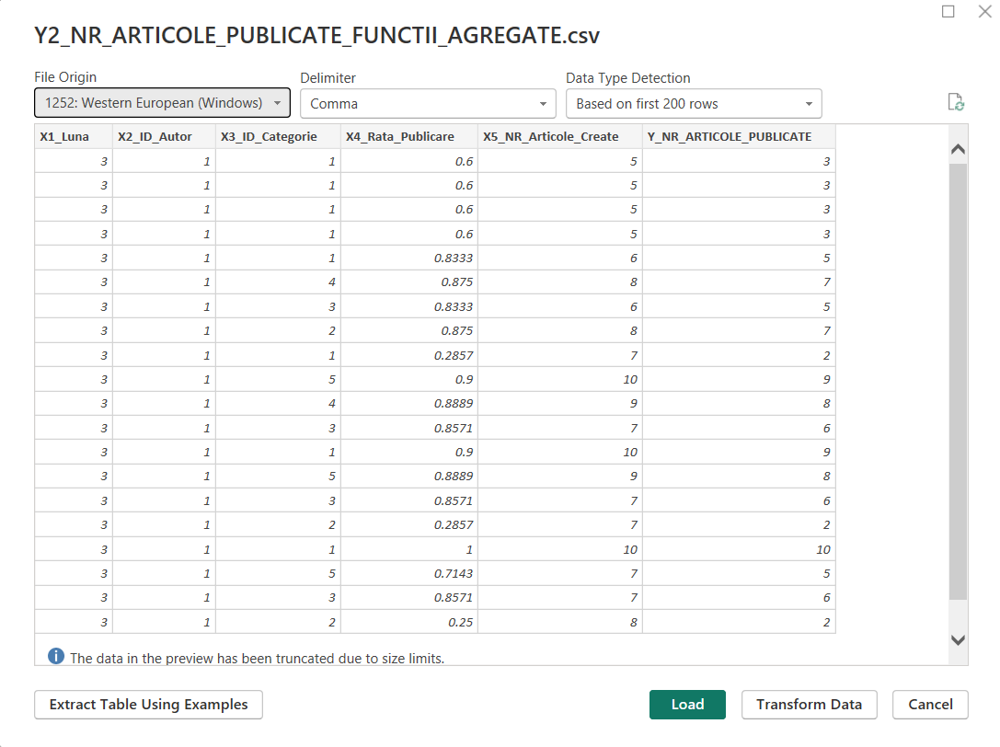 Y2_NR_ARTICOLE_PUBLICATE_FUNCTII_AGREGATE.csv
File Origin Delimiter Data Type Detection
1252: Western European (Windows) Comma Based on first 200 rows
X1_Luna X2_ID_Autor X3_ID_Categorie X4_Rata_Publicare X5_NR_Articole_Create Y_NR_ARTICOLE_PUBLICATE
3 1 1 0.6 5 3
3 1 1 0.6 5 3
3 1 1 0.6 5 3
3 1 1 0.6 5 3
3 1 1 0.8333 6 5
3 1 4 0.875 8 7
3 1 3 0.8333 6 5
3 1 2 0.875 8 7
3 1 1 0.2857 7 2
3 1 5 0.9 10 9
3 1 4 0.8889 9 8
3 1 3 0.8571 7 6
3 1 1 0.9 10 9
3 1 5 0.8889 9 8
3 1 3 0.8571 7 6
3 1 2 0.2857 7 2
3 1 1 1 10 10
3 1 5 0.7143 7 5
3 1 3 0.8571 7 6
3 1 2 0.25 8 2
The data in the preview has been truncated due to size limits.
Extract Table Using Examples Load Transform Data Cancel